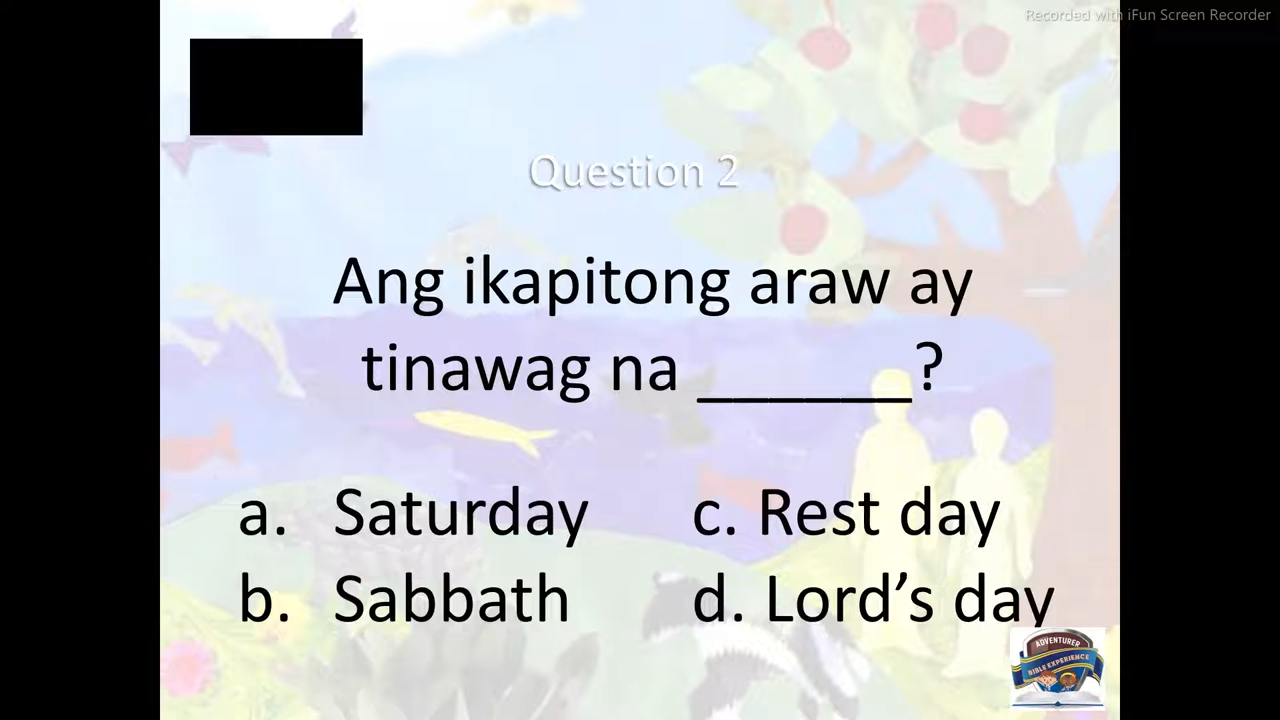 Recorded with iFun Screen Recorder
Question 2
Ang ikapitong araw ay
tinawag na ______?
a. Saturday
b. Sabbath
c. Rest day
d. Lord's day
ADVENTURER
BIBLE EXPERIENCE